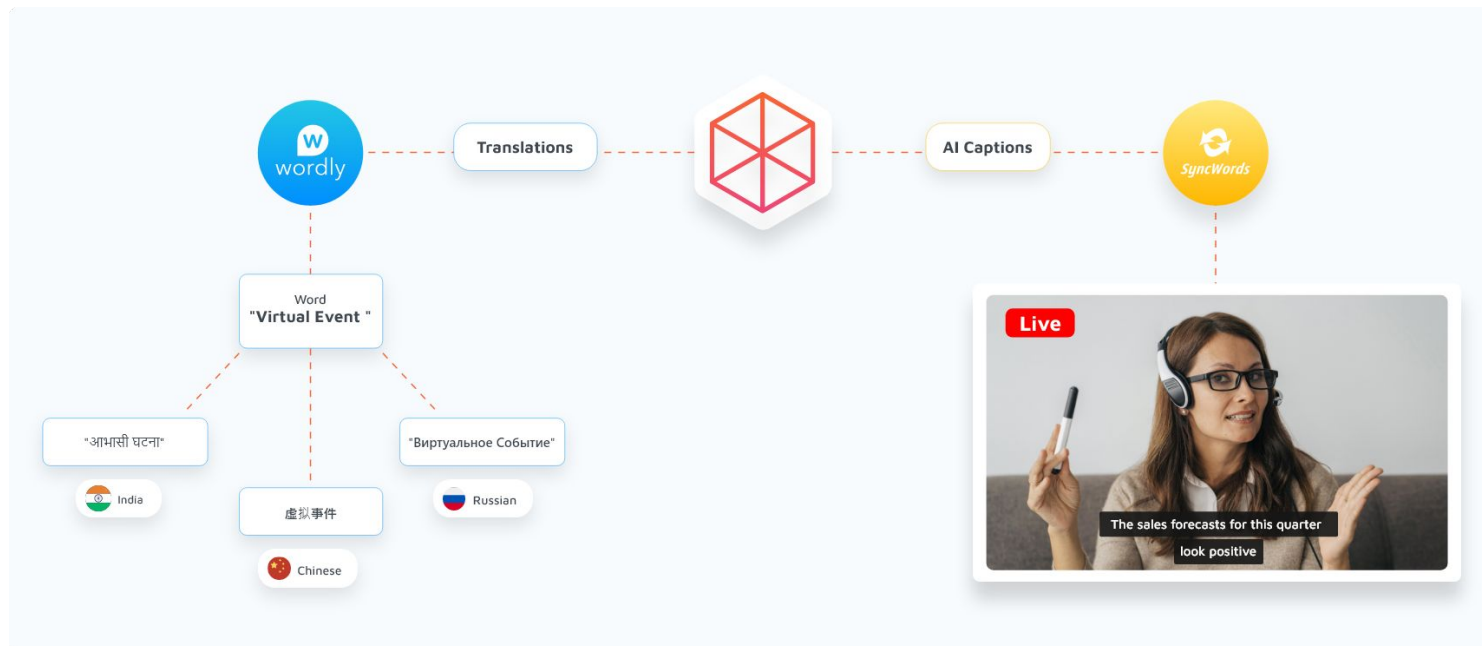 W
wordly
Translations
AI Captions
SyncWords
Word
"Virtual Event "
"आभासी घटना"
India
虚拟事件
Chinese
"Виртуальное Событие"
Russian
Live
The sales forecasts for this quarter
look positive